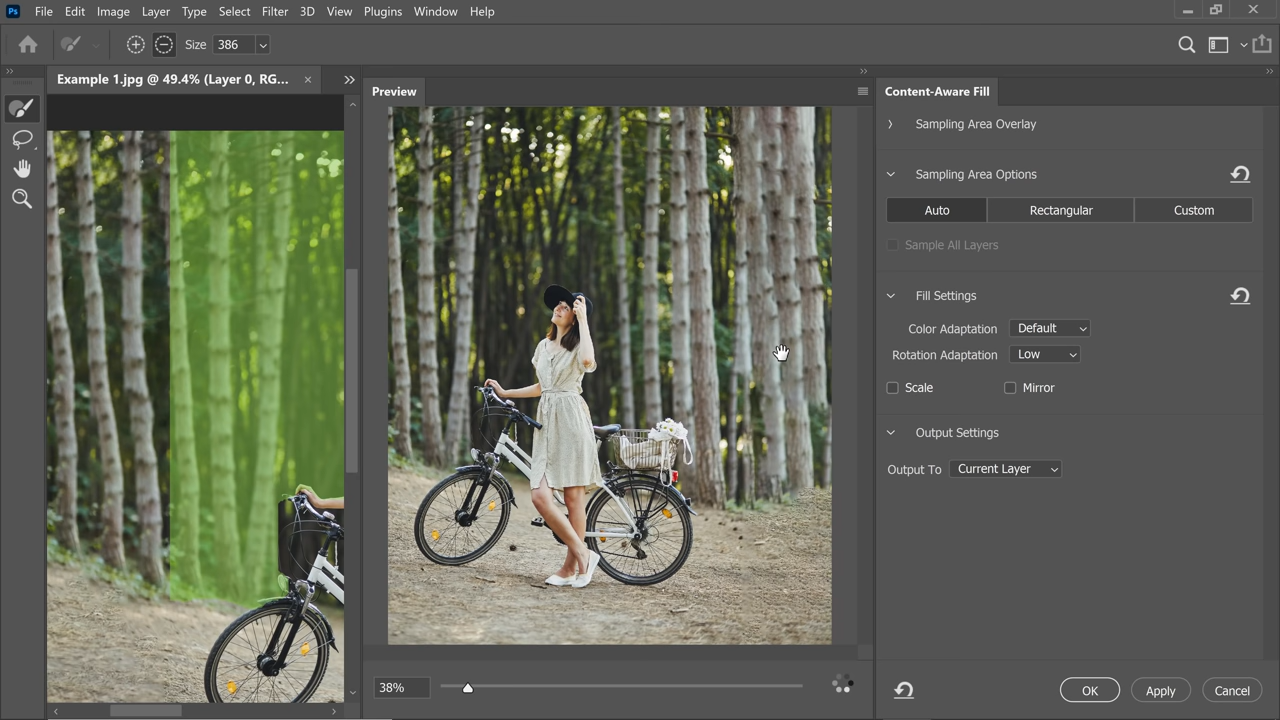 Ps File Edit Image Layer Type Select Filter 3D View Plugins Window Help
Size 386
Example 1.jpg @ 49.4% (Layer 0, RG...
Preview
Content-Aware Fill
Sampling Area Overlay
Sampling Area Options
Auto Rectangular Custom
Sample All Layers
Fill Settings
Color Adaptation Default
Rotation Adaptation Low
Scale Mirror
Output Settings
Output To Current Layer
38%
OK Apply Cancel